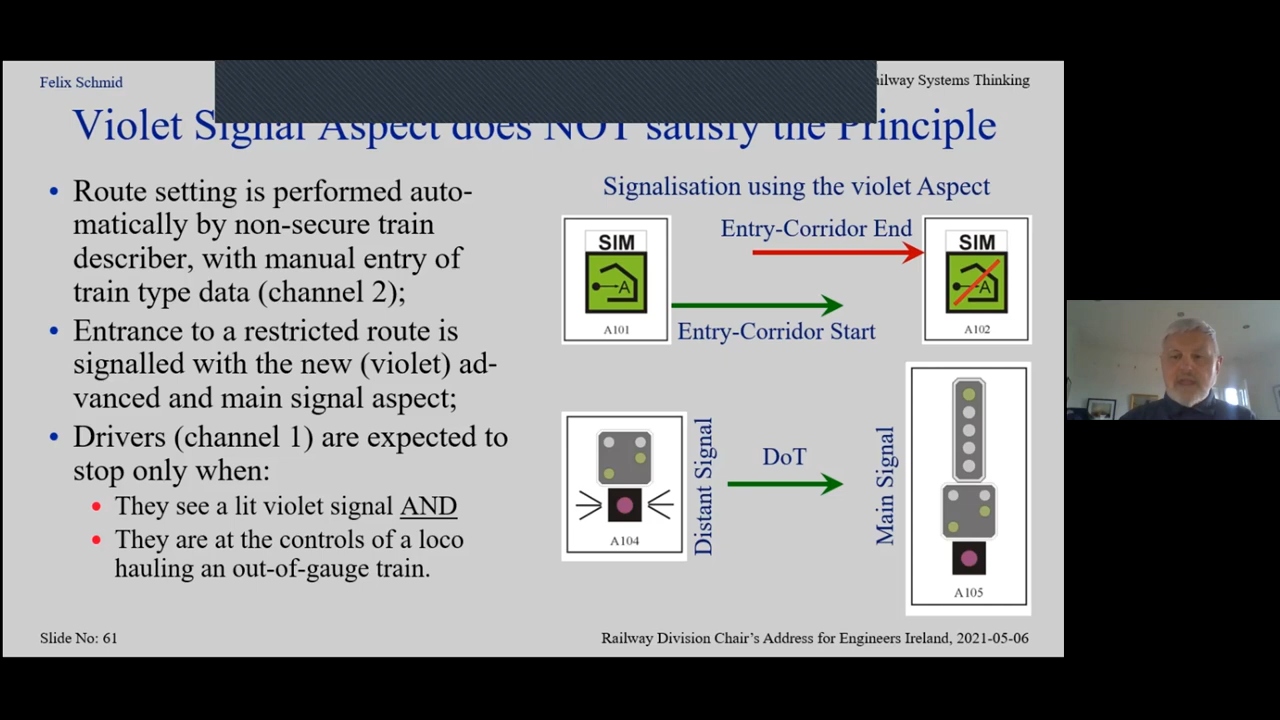 Felix Schmid
Railway Systems Thinking
Violet Signal Aspect does NOT satisfy the Principle
• Route setting is performed auto-
matically by non-secure train
describer, with manual entry of
train type data (channel 2);
• Entrance to a restricted route is
signalled with the new (violet) ad-
vanced and main signal aspect;
• Drivers (channel 1) are expected to
stop only when:
• They see a lit violet signal AND
• They are at the controls of a loco
hauling an out-of-gauge train.
Signalisation using the violet Aspect
SIM
A
A101
Entry-Corridor End
Entry-Corridor Start
SIM
A
A102
A104
Distant Signal
DoT
Main Signal
A105
Slide No: 61
Railway Division Chair's Address for Engineers Ireland, 2021-05-06